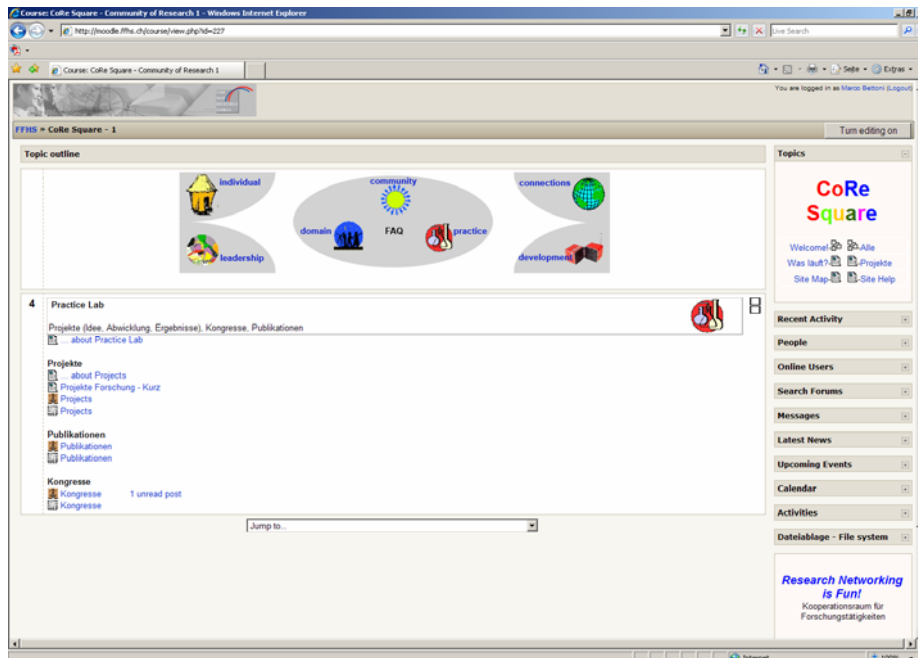 Course: CoRe Square - Community of Research 1 - Windows Internet Explorer
http://moodle.ffhs.ch/course/view.php?id=227
Live Search
Course: CoRe Square - Community of Research 1
Seite
Extras
You are logged in as Marco Bettoni (Logout)
FFHS » CoRe Square - 1
Turn editing on
Topic outline
individual
community
connections
domain
FAQ
practice
leadership
development
4
Practice Lab
Projekte (Idee, Abwicklung, Ergebnisse), Kongresse, Publikationen
... about Practice Lab
Projekte
... about Projects
Projekte Forschung - Kurz
Projects
Projects
Publikationen
Publikationen
Publikationen
Kongresse
Kongresse 1 unread post
Kongresse
Jump to...
Topics
CoRe
Square
Welcome!- -Alle
Was läuft?- -Projekte
Site Map- -Site Help
Recent Activity
People
Online Users
Search Forums
Messages
Latest News
Upcoming Events
Calendar
Activities
Dateiablage - File system
Research Networking
is Fun!
Kooperationsraum für
Forschungstätigkeiten
Internet
100%